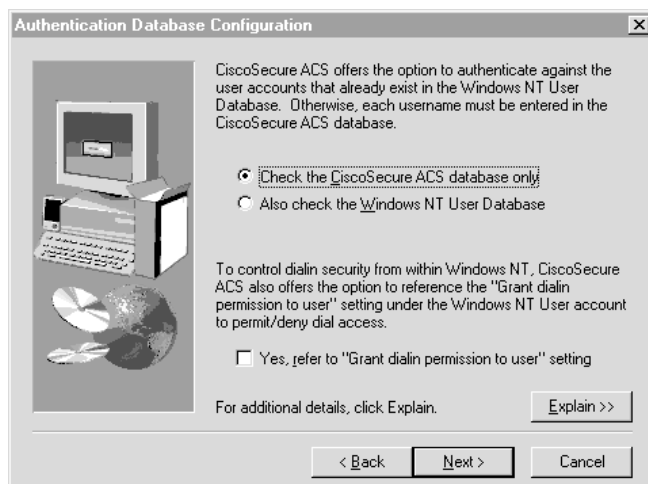 Authentication Database Configuration
CiscoSecure ACS offers the option to authenticate against the
user accounts that already exist in the Windows NT User
Database. Otherwise, each username must be entered in the
CiscoSecure ACS database.
Check the CiscoSecure ACS database only
Also check the Windows NT User Database
To control dialin security from within Windows NT, CiscoSecure
ACS also offers the option to reference the "Grant dialin
permission to user" setting under the Windows NT User account
to permit/deny dial access.
Yes, refer to "Grant dialin permission to user" setting
For additional details, click Explain.
Explain >>
< Back
Next >
Cancel